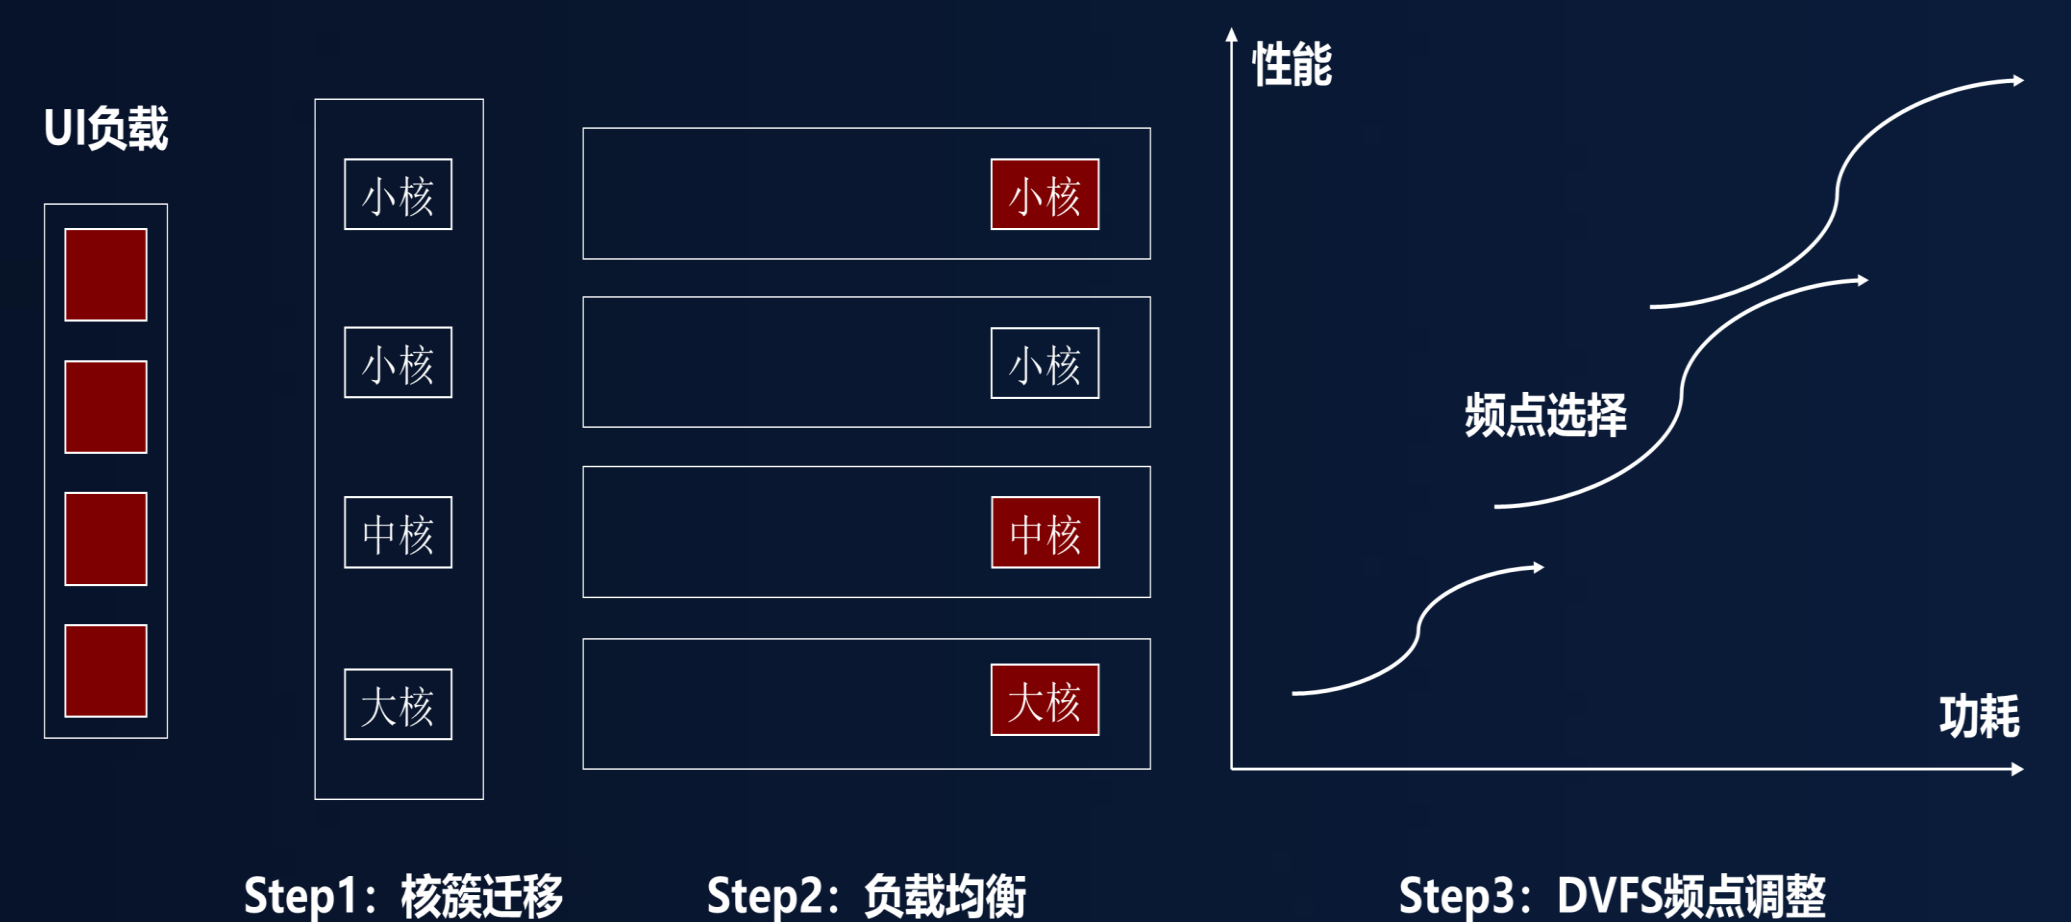 UI负载
小核
小核
中核
大核
小核
小核
中核
大核
性能
频点选择
功耗
Step1：核簇迁移
Step2：负载均衡
Step3：DVFS频点调整